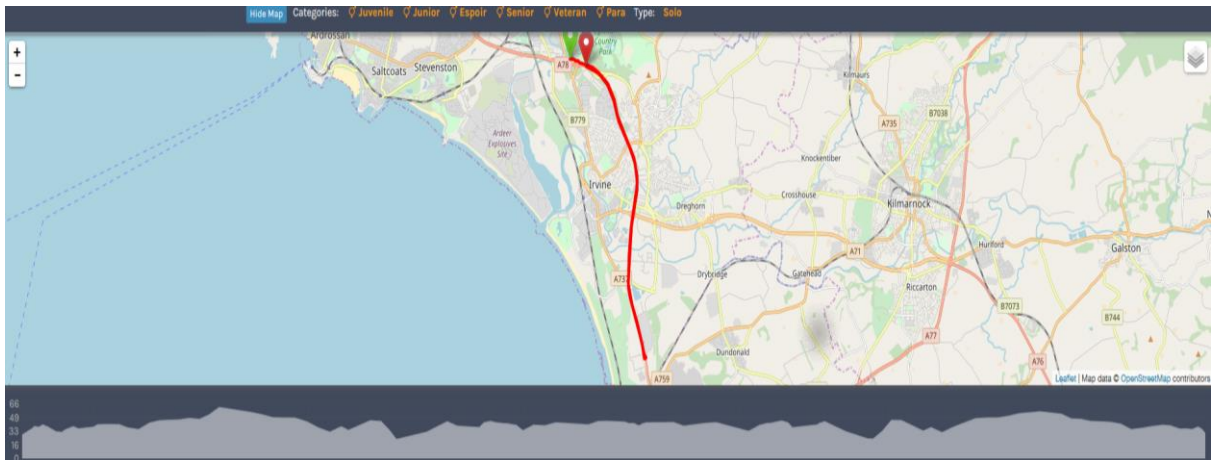 Hide Map Categories: Juvenile Junior Espoir Senior Veteran Para Type: Solo
+
-
Ardrossan
Saltcoats Stevenston
A78
Country
Park
Kilmaurs
B779
A735
B7038
Ardeer
Explosives
Site
Knockentiber
Irvine
Crosshouse
Dreghorn
Kilmarnock
Hurlford
Galston
N
A71
A737
Drybridge
Gatehead
Riccarton
B7073
B744
A77
Dundonald
A76
A759
Leaflet | Map data © OpenStreetMap contributors
66
49
33
16
0